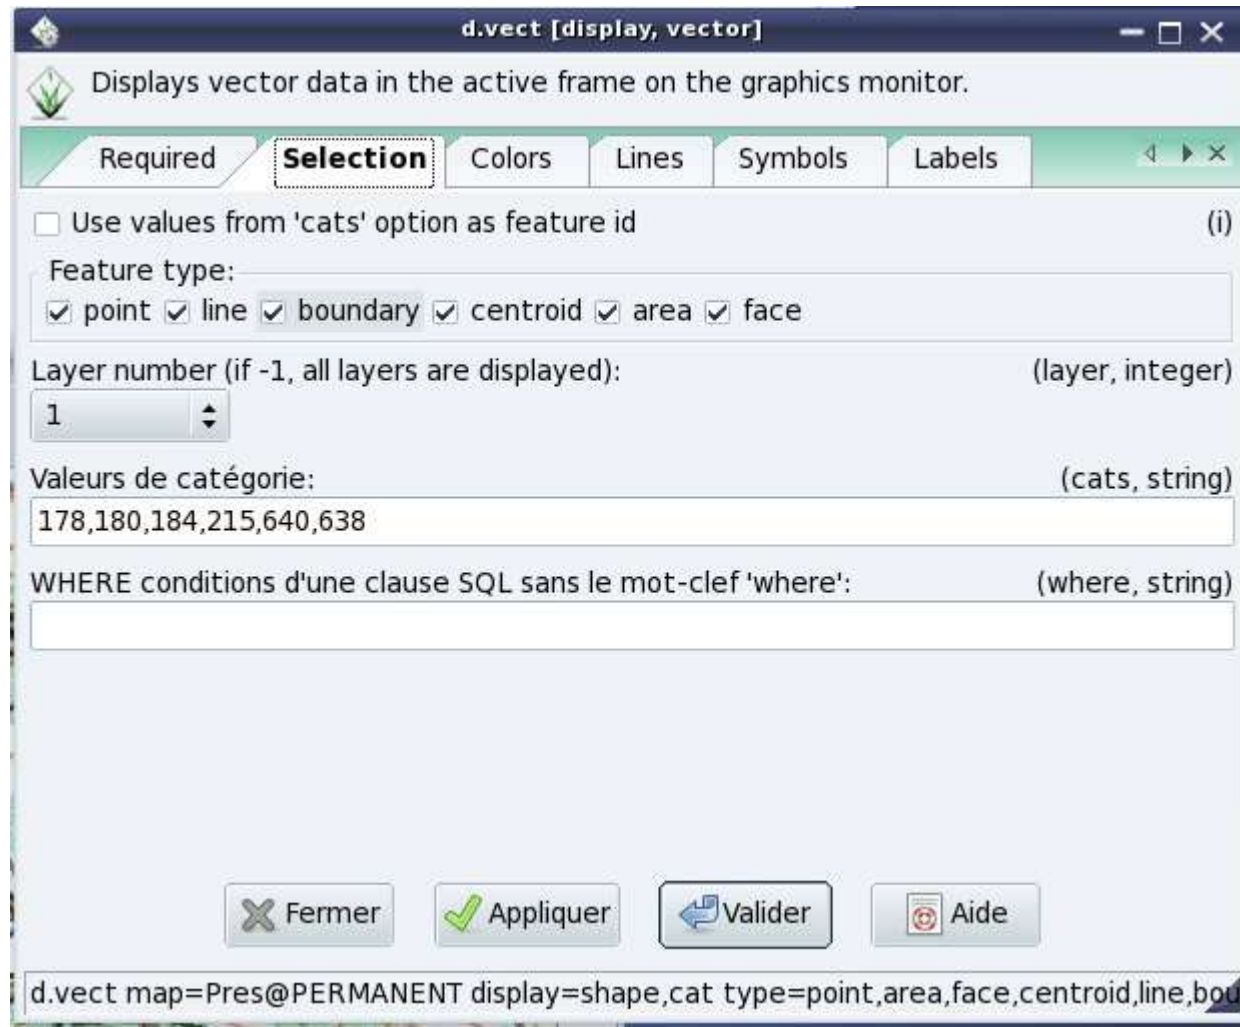 d.vect [display, vector]
Displays vector data in the active frame on the graphics monitor.
Required Selection Colors Lines Symbols Labels
Use values from 'cats' option as feature id (i)
Feature type:
point line boundary centroid area face
Layer number (if -1, all layers are displayed): (layer, integer)
1
Valeurs de catégorie: (cats, string)
178,180,184,215,640,638
WHERE conditions d'une clause SQL sans le mot-clef 'where': (where, string)
Fermer Appliquer Valider Aide
d.vect map=Pres@PERMANENT display=shape,cat type=point,area,face,centroid,line,bou